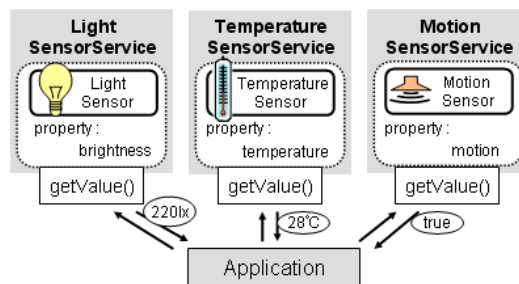 Light
SensorService
Light
Sensor
property :
brightness
getValue()
Temperature
SensorService
Temperature
Sensor
property :
temperature
getValue()
Motion
SensorService
Motion
Sensor
property :
motion
getValue()
220lx
28°C
true
Application